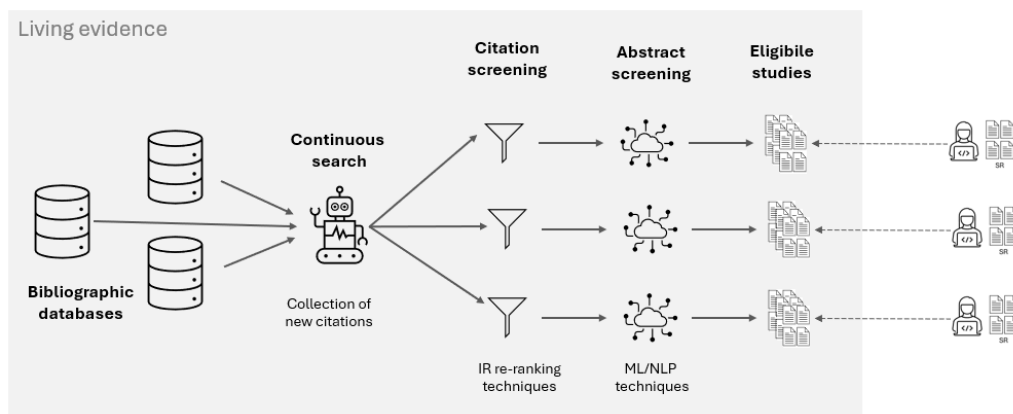 Living evidence
Citation
screening
Abstract
screening
Eligibile
studies
Continuous
search
Bibliographic
databases
Collection of
new citations
IR re-ranking
techniques
ML/NLP
techniques
</>
SR
</>
SR
</>
SR